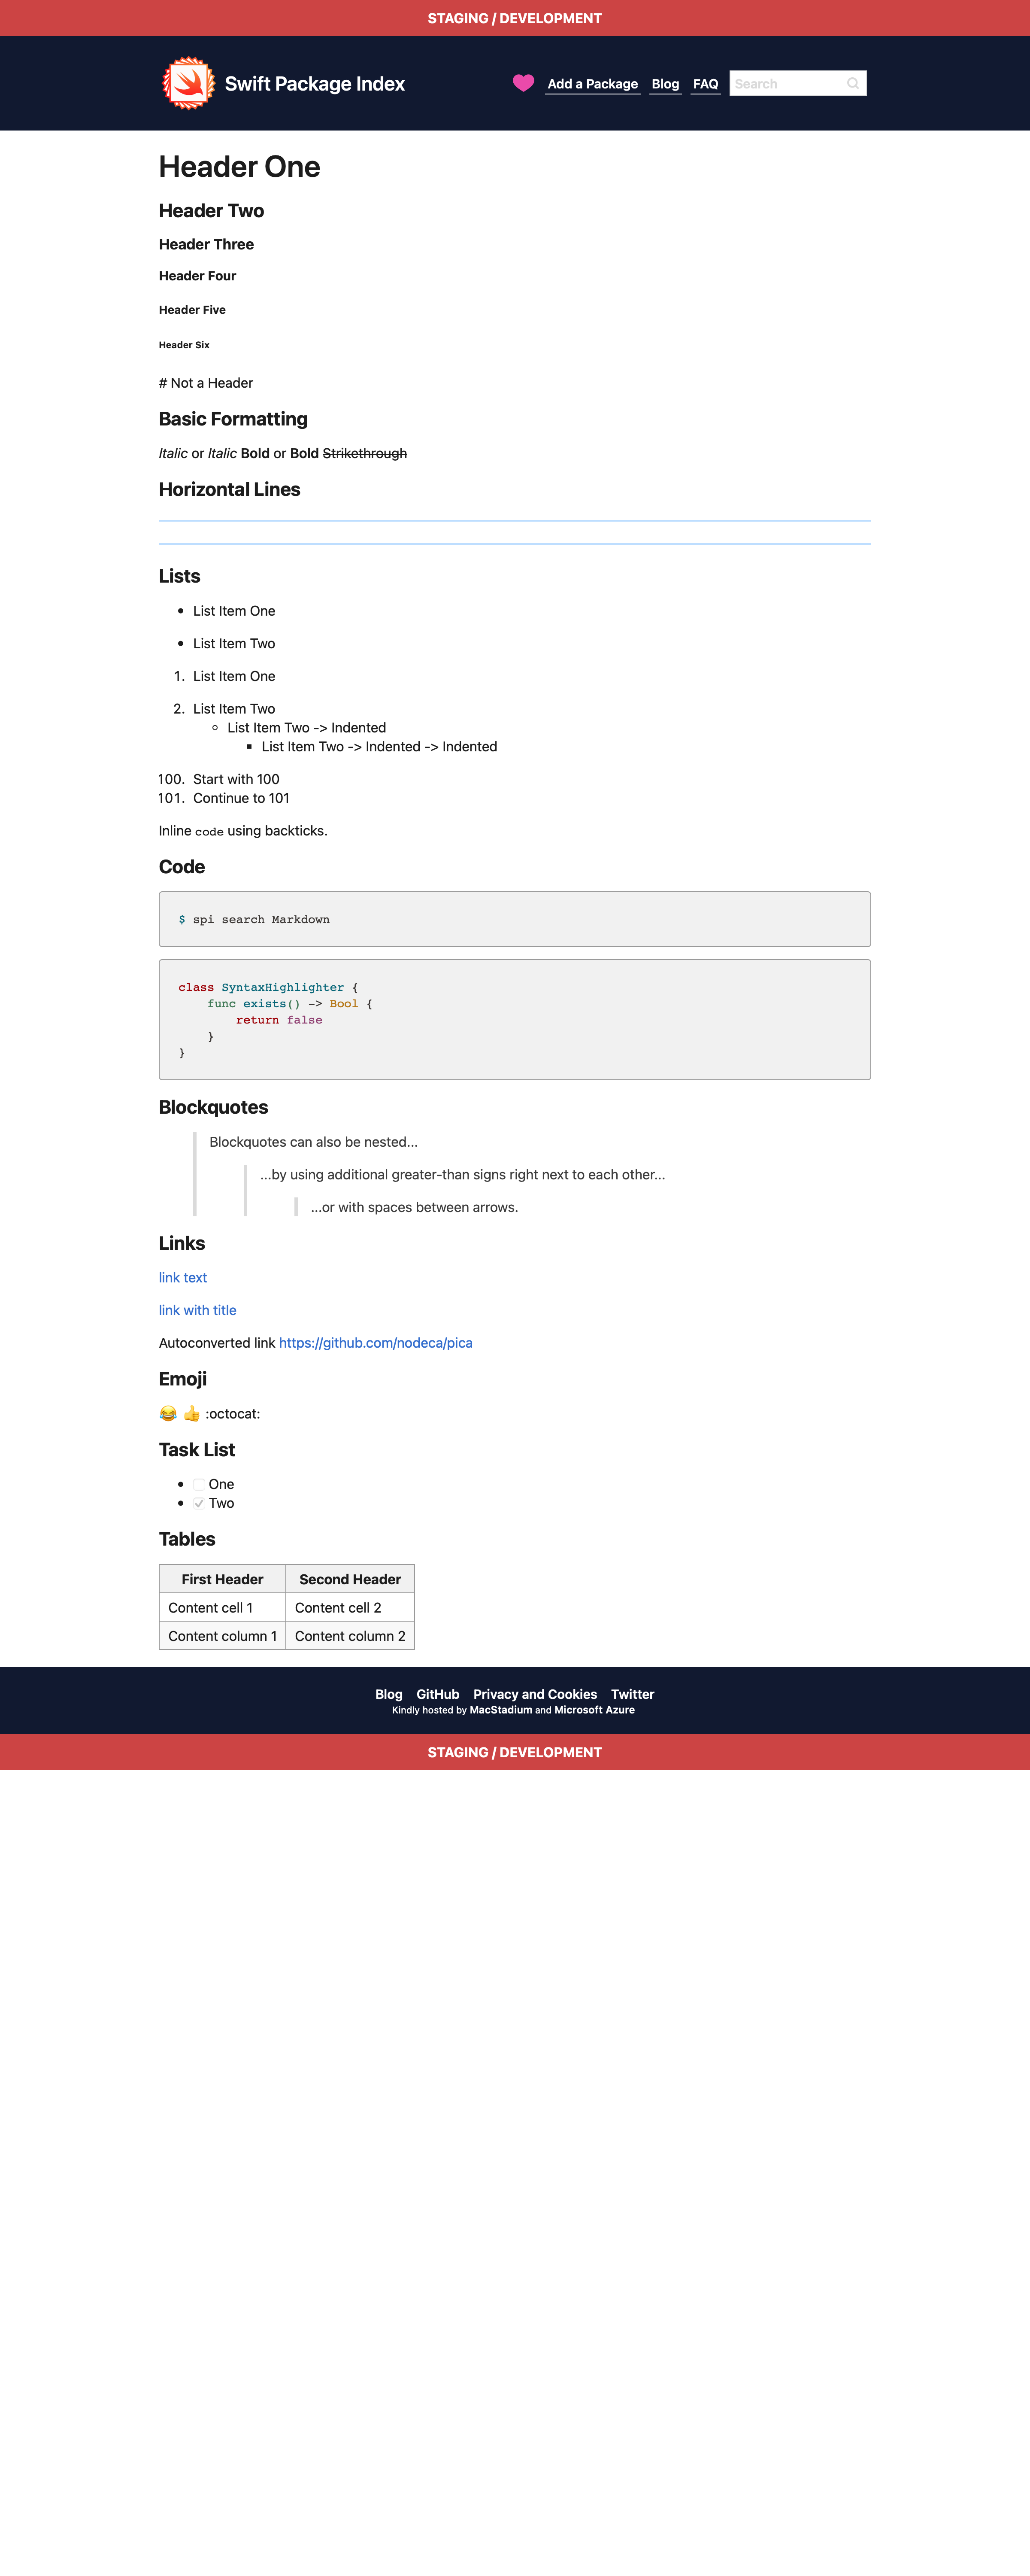 STAGING / DEVELOPMENT
Swift Package Index
Add a Package Blog FAQ Search
Header One
Header Two
Header Three
Header Four
Header Five
Header Six
# Not a Header
Basic Formatting
Italic or Italic Bold or Bold Strikethrough
Horizontal Lines
Lists
• List Item One
• List Item Two
1. List Item One
2. List Item Two
◦ List Item Two -> Indented
▪ List Item Two -> Indented -> Indented
100. Start with 100
101. Continue to 101
Inline code using backticks.
Code
$ spi search Markdown
class SyntaxHighlighter {
    func exists() -> Bool {
        return false
    }
}
Blockquotes
Blockquotes can also be nested...
...by using additional greater-than signs right next to each other...
...or with spaces between arrows.
Links
link text
link with title
Autoconverted link https://github.com/nodeca/pica
Emoji
😂 👍 :octocat:
Task List
• ☐ One
• ☑ Two
Tables
First Header Second Header
Content cell 1 Content cell 2
Content column 1 Content column 2
Blog GitHub Privacy and Cookies Twitter
Kindly hosted by MacStadium and Microsoft Azure
STAGING / DEVELOPMENT